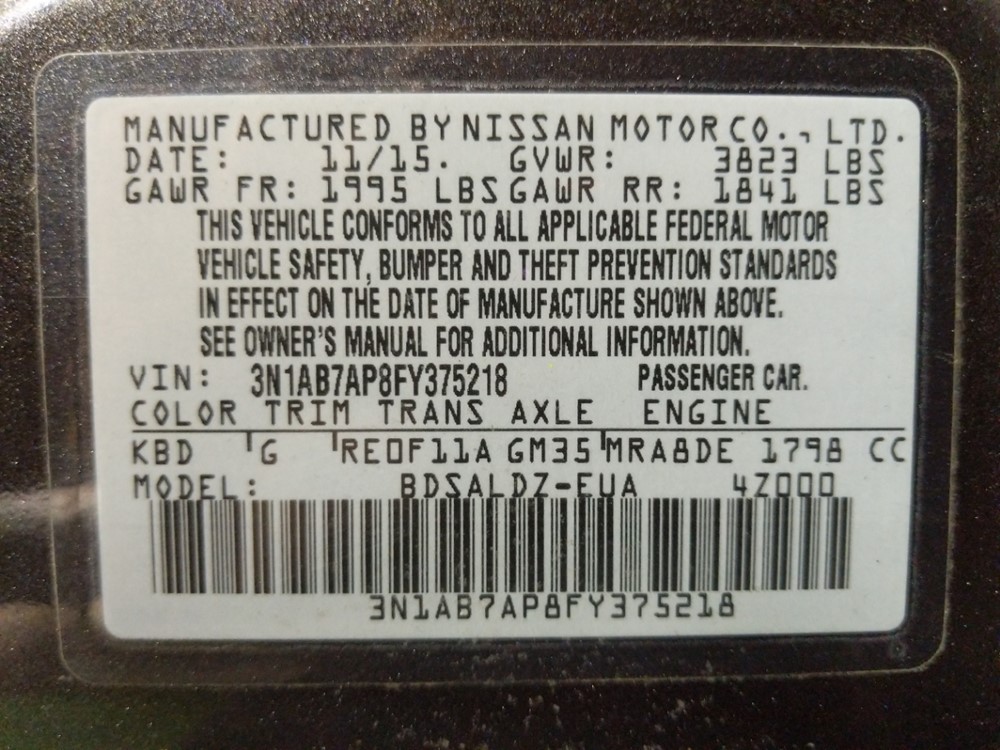 MANUFACTURED BY NISSAN MOTOR CO., LTD.
DATE: 11/15. GVWR: 3823 LBS
GAWR FR: 1995 LBS GAWR RR: 1841 LBS
THIS VEHICLE CONFORMS TO ALL APPLICABLE FEDERAL MOTOR
VEHICLE SAFETY, BUMPER AND THEFT PREVENTION STANDARDS
IN EFFECT ON THE DATE OF MANUFACTURE SHOWN ABOVE.
SEE OWNER'S MANUAL FOR ADDITIONAL INFORMATION.
VIN: 3N1AB7AP8FY375218 PASSENGER CAR.
COLOR TRIM TRANS AXLE ENGINE
KBD G RE0F11A GM35 MRA8DE 1798 CC
MODEL: BDSALDZ-EUA 4Z000
3N1AB7AP8FY375218